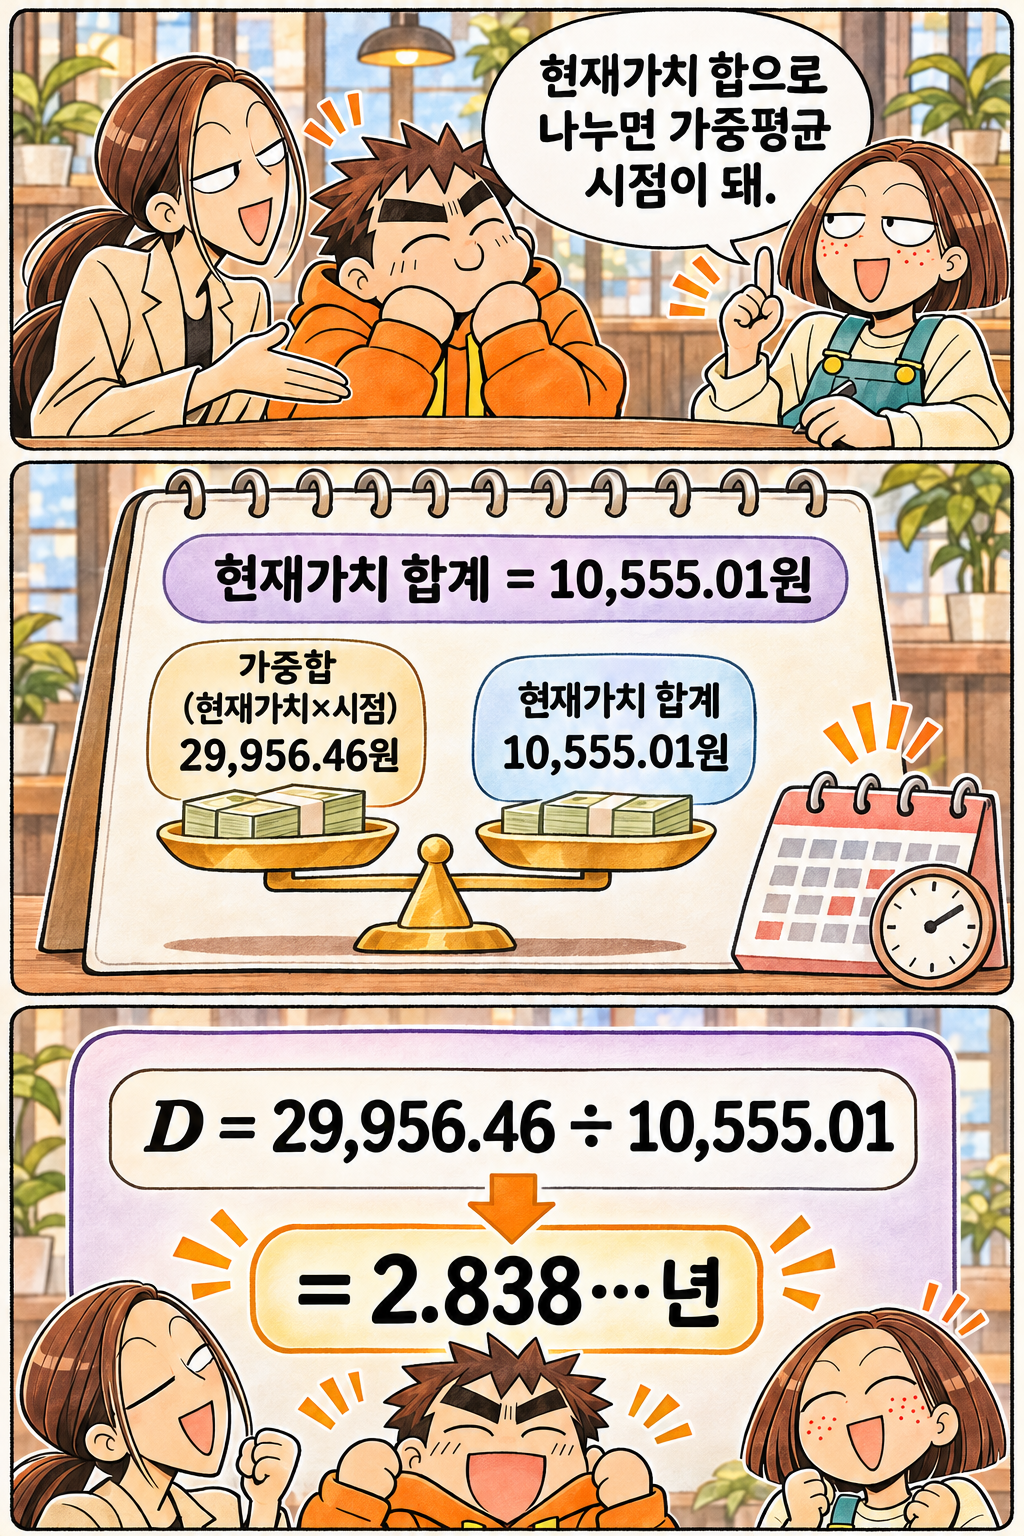 현재가치 합으로
나누면 가중평균
시점이 돼.
현재가치 합계 = 10,555.01원
가중합
(현재가치×시점)
29,956.46원
현재가치 합계
10,555.01원
D = 29,956.46 ÷ 10,555.01
= 2.838⋯년